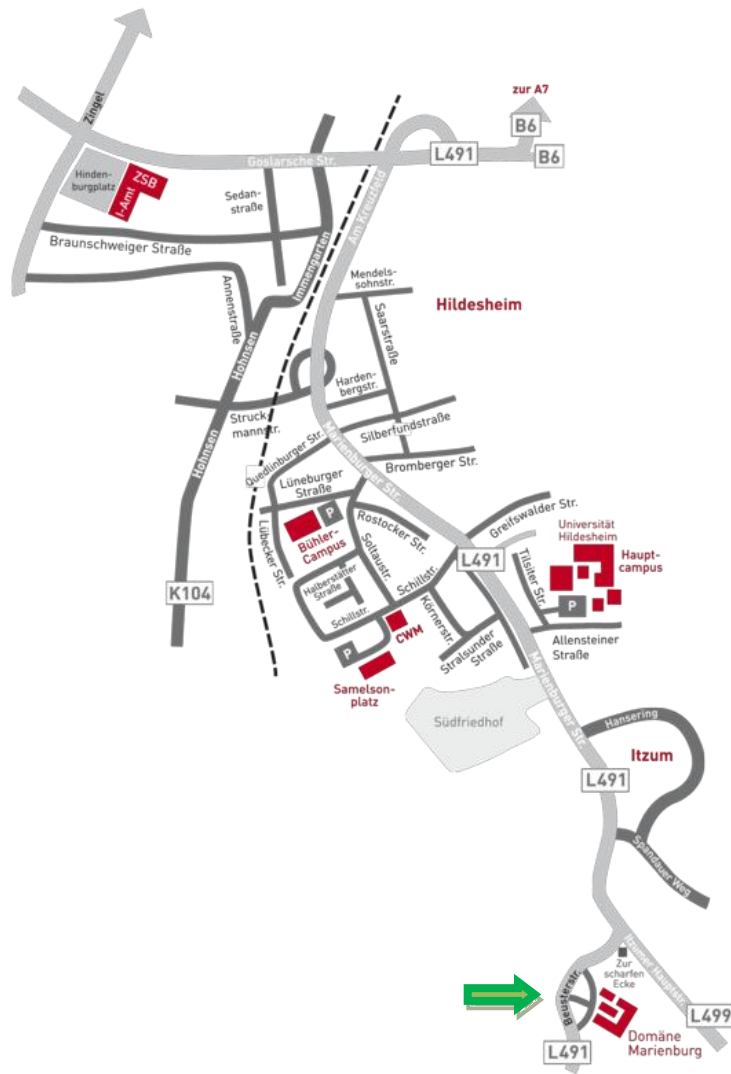 zur A7
B6
Zingel
L491
B6
Goslarsche Str.
Hinden-
burgplatz
ZSB
I-Amt
Sedan-
straße
Am Kreuzfeld
Braunschweiger Straße
Immengarten
Mendels-
sohnstr.
Hildesheim
Annenstraße
Saarstraße
Hohnsen
Harden-
bergstr.
Struck-
mannstr.
Silberfundstraße
Marienburger Str.
Quedlinburger Str.
Hohnsen
Bromberger Str.
Lüneburger
Straße
P
Rostocker Str.
Greifswalder Str.
Lübecker Str.
Bühler-
Campus
Soltaustr.
Universität
Hildesheim
Haupt-
campus
L491
Tilsiter Str.
Halberstätter
Straße
Schillstr.
K104
P
Schillstr.
CWM
Körnerstr.
Stralsunder
Straße
Allensteiner
Straße
P
Samelson-
platz
Marienburger Str.
Südfriedhof
Hansering
Itzum
L491
Spandauer Weg
Itzumer Hauptstr.
Zur
scharfen
Ecke
Beusterstr.
L499
Domäne
Marienburg
L491